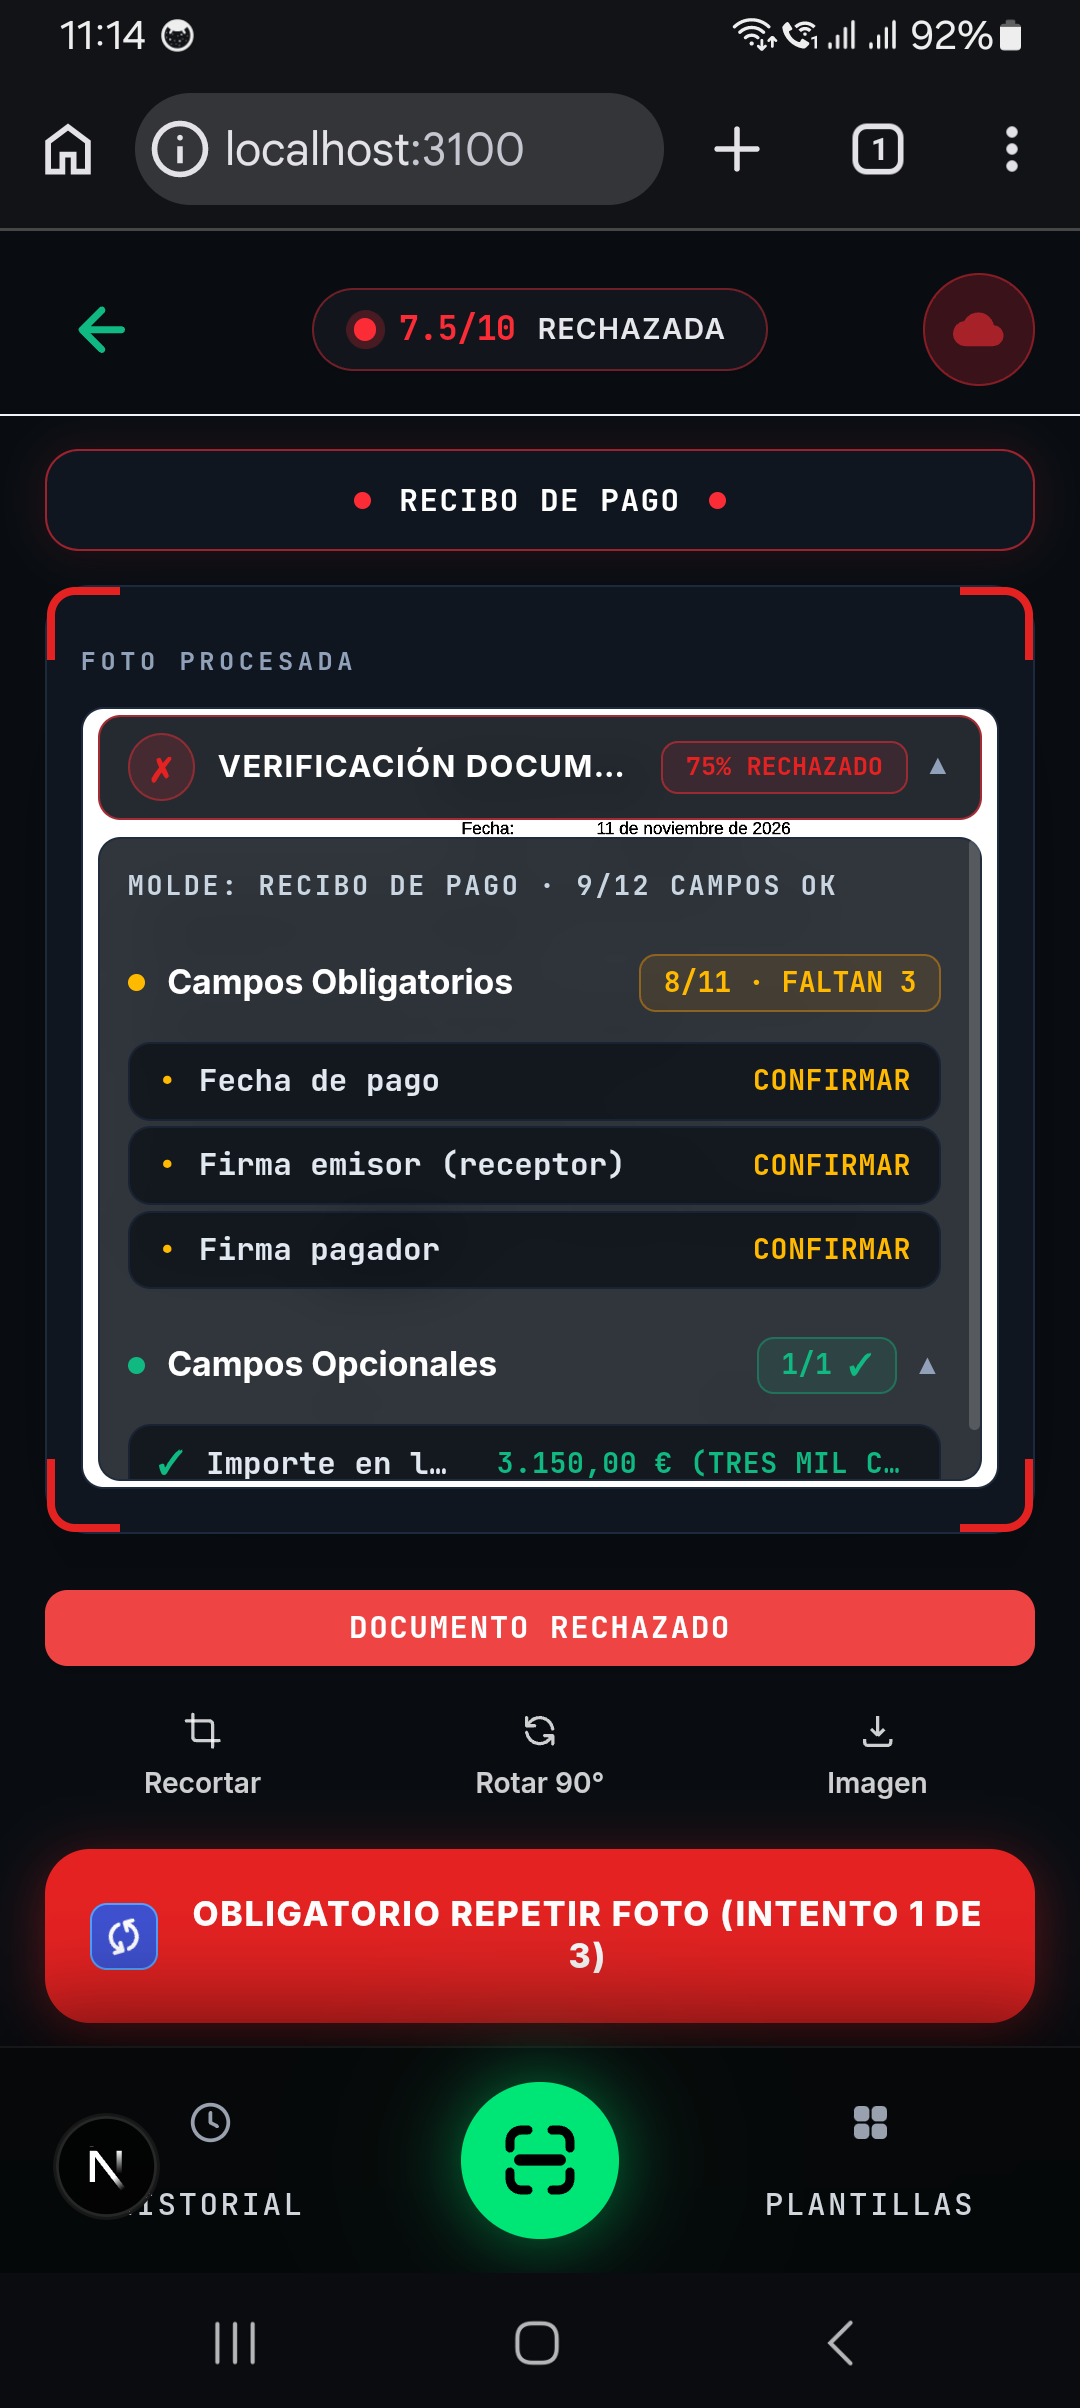 11:14
92%
localhost:3100
1
7.5/10 RECHAZADA
RECIBO DE PAGO
FOTO PROCESADA
✗ VERIFICACIÓN DOCUM... 75% RECHAZADO ▲
Fecha: 11 de noviembre de 2026
MOLDE: RECIBO DE PAGO · 9/12 CAMPOS OK
Campos Obligatorios 8/11 · FALTAN 3
Fecha de pago CONFIRMAR
Firma emisor (receptor) CONFIRMAR
Firma pagador CONFIRMAR
Campos Opcionales 1/1 ✓ ▲
✓ Importe en l… 3.150,00 € (TRES MIL C…
DOCUMENTO RECHAZADO
Recortar Rotar 90° Imagen
OBLIGATORIO REPETIR FOTO (INTENTO 1 DE
3)
N
ISTORIAL PLANTILLAS